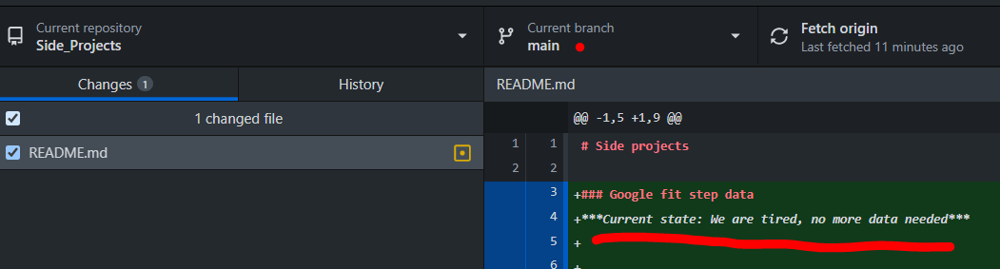 Current repository
Side_Projects
Current branch
main
Fetch origin
Last fetched 11 minutes ago
Changes 1
History
1 changed file
README.md
README.md
@@ -1,5 +1,9 @@
1 1 # Side projects
2 2
3 +### Google fit step data
4 +***Current state: We are tired, no more data needed***
5 +
6 +